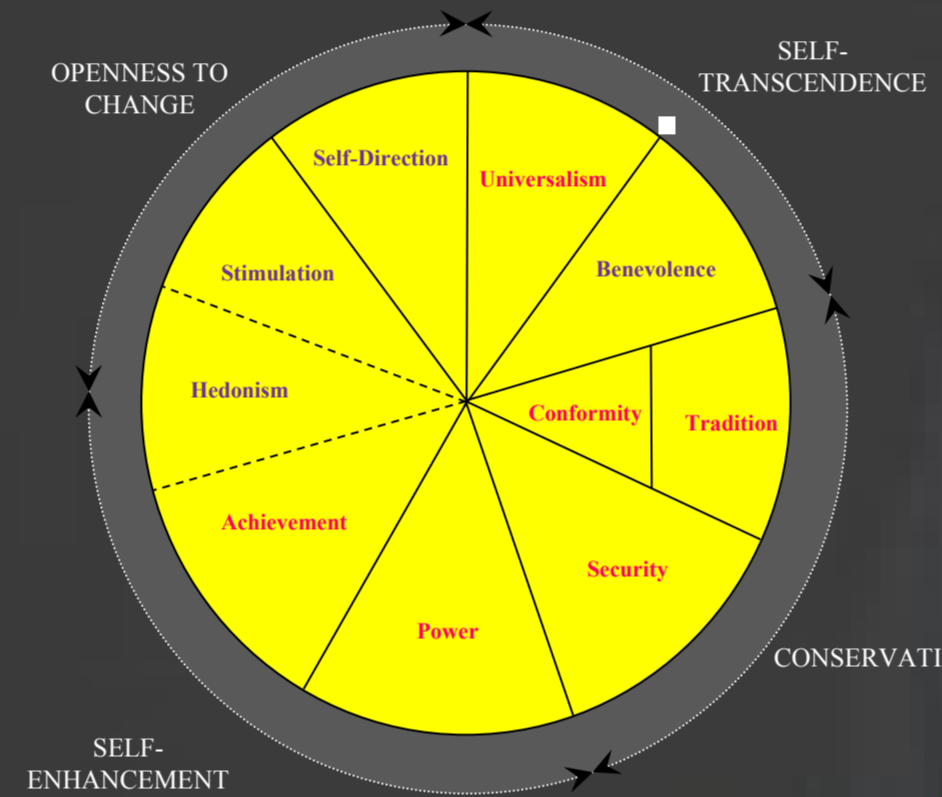 OPENNESS TO
CHANGE
SELF-
TRANSCENDENCE
Self-Direction
Universalism
Stimulation
Benevolence
Hedonism
Conformity
Tradition
Achievement
Security
Power
CONSERVATI
SELF-
ENHANCEMENT